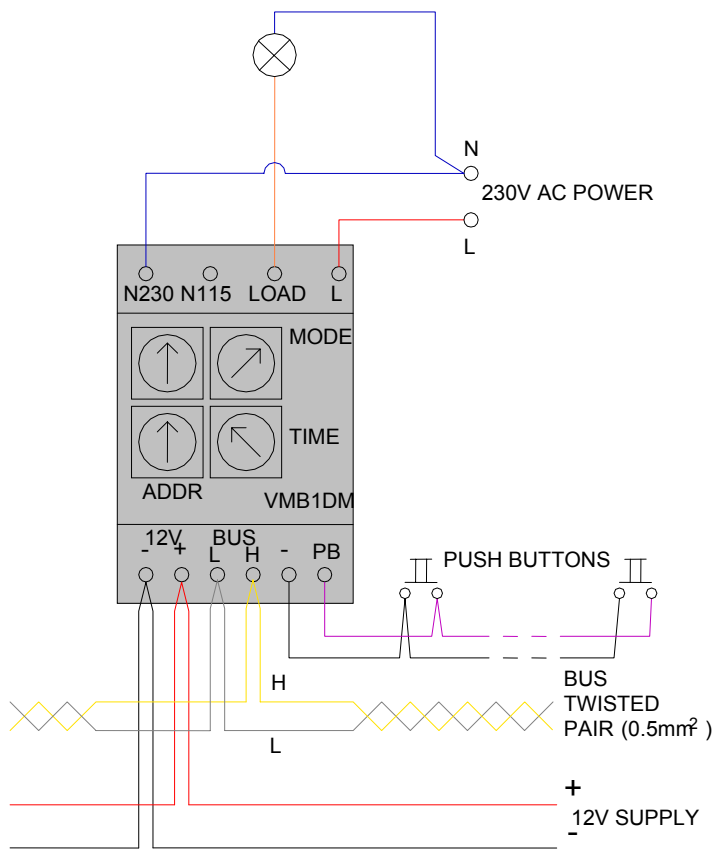 N
230V AC POWER
L
N230 N115 LOAD L
MODE
TIME
ADDR
VMB1DM
12V BUS
- + L H - PB
PUSH BUTTONS
H
L
BUS
TWISTED
PAIR (0.5mm²)
+
12V SUPPLY
-